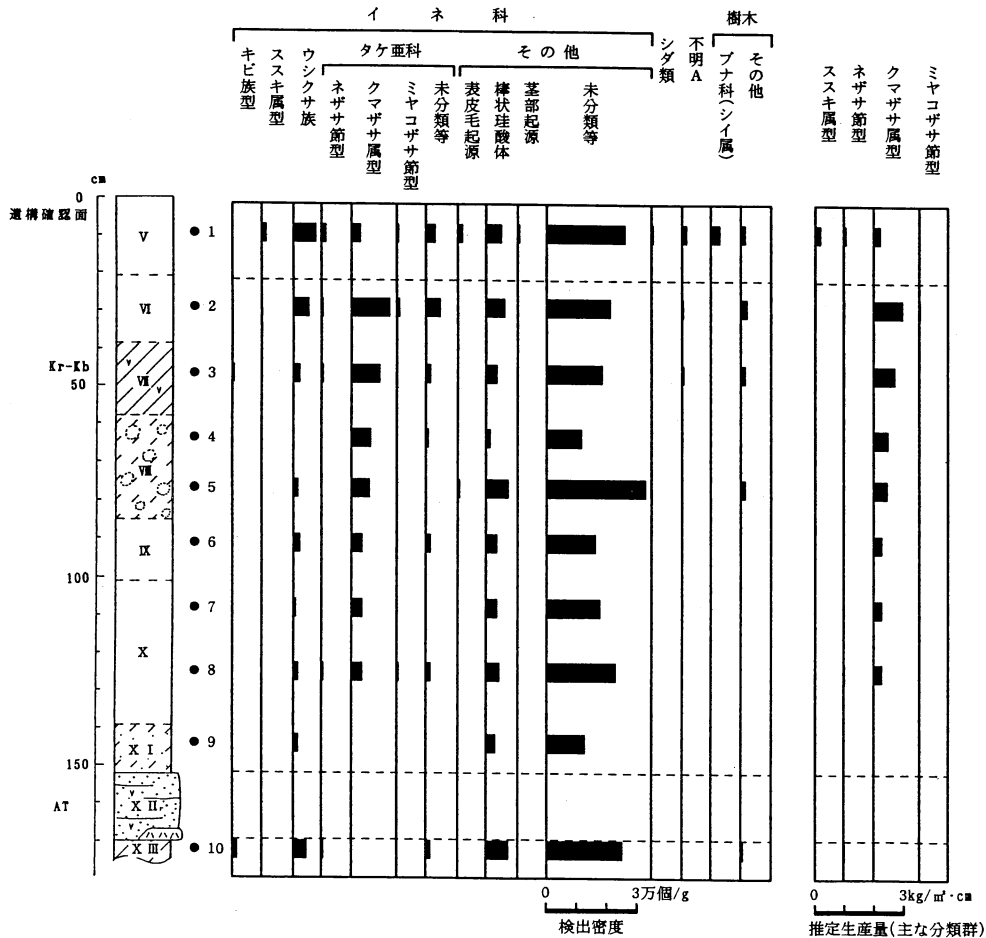 イネ科
樹木
タケ亜科
その他
キビ族型
ススキ属型
ウシクサ族
ネザサ節型
クマザサ属型
ミヤコザサ節型
未分類等
表皮毛起源
棒状珪酸体
茎部起源
未分類等
シダ類
不明A
ブナ科(シイ属)
その他
ススキ属型
ネザサ節型
クマザサ属型
ミヤコザサ節型
cm
0
遺構確認面
V
1
VI
2
Kr-Kb
50
VII
3
4
VIII
5
IX
6
100
7
X
8
9
XI
150
AT
XII
XIII
10
0 3万個/g
検出密度
0 3kg/㎡・cm
推定生産量(主な分類群)